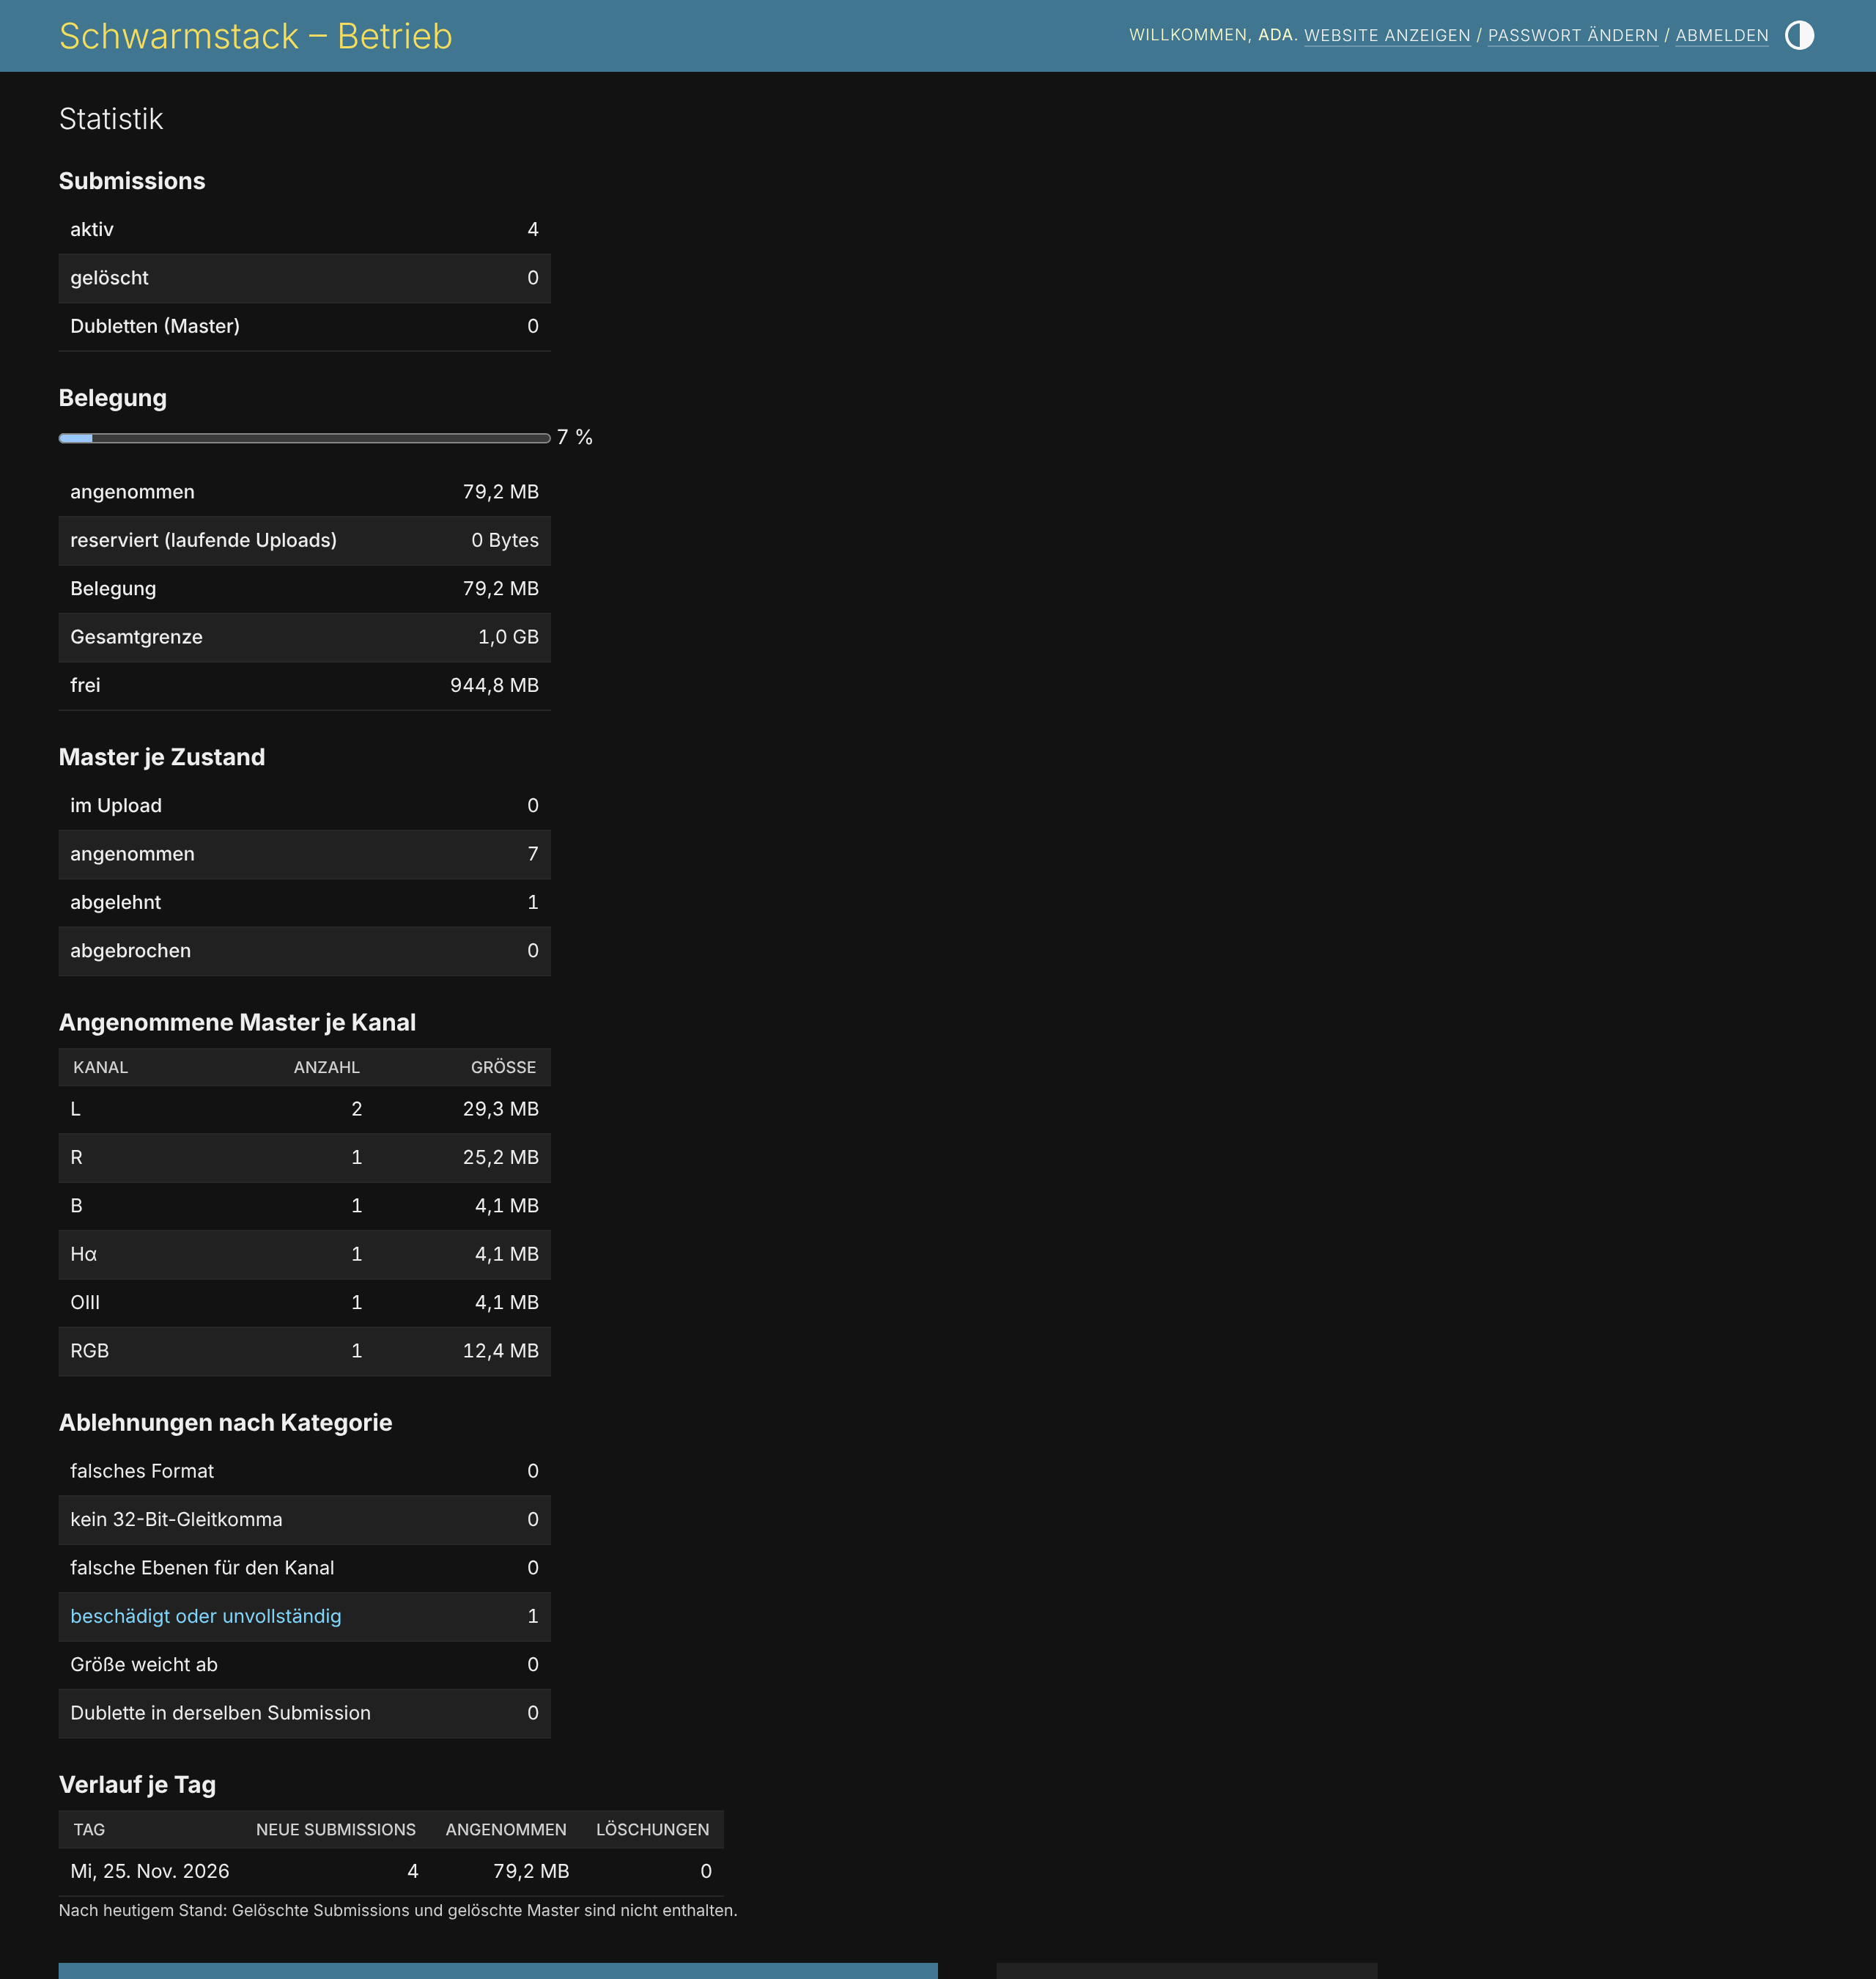 Schwarmstack – Betrieb
WILLKOMMEN, ADA. WEBSITE ANZEIGEN / PASSWORT ÄNDERN / ABMELDEN
Statistik
Submissions
aktiv 4
gelöscht 0
Dubletten (Master) 0
Belegung
7 %
angenommen 79,2 MB
reserviert (laufende Uploads) 0 Bytes
Belegung 79,2 MB
Gesamtgrenze 1,0 GB
frei 944,8 MB
Master je Zustand
im Upload 0
angenommen 7
abgelehnt 1
abgebrochen 0
Angenommene Master je Kanal
KANAL ANZAHL GRÖSSE
L 2 29,3 MB
R 1 25,2 MB
B 1 4,1 MB
Hα 1 4,1 MB
OIII 1 4,1 MB
RGB 1 12,4 MB
Ablehnungen nach Kategorie
falsches Format 0
kein 32-Bit-Gleitkomma 0
falsche Ebenen für den Kanal 0
beschädigt oder unvollständig 1
Größe weicht ab 0
Dublette in derselben Submission 0
Verlauf je Tag
TAG NEUE SUBMISSIONS ANGENOMMEN LÖSCHUNGEN
Mi, 25. Nov. 2026 4 79,2 MB 0
Nach heutigem Stand: Gelöschte Submissions und gelöschte Master sind nicht enthalten.